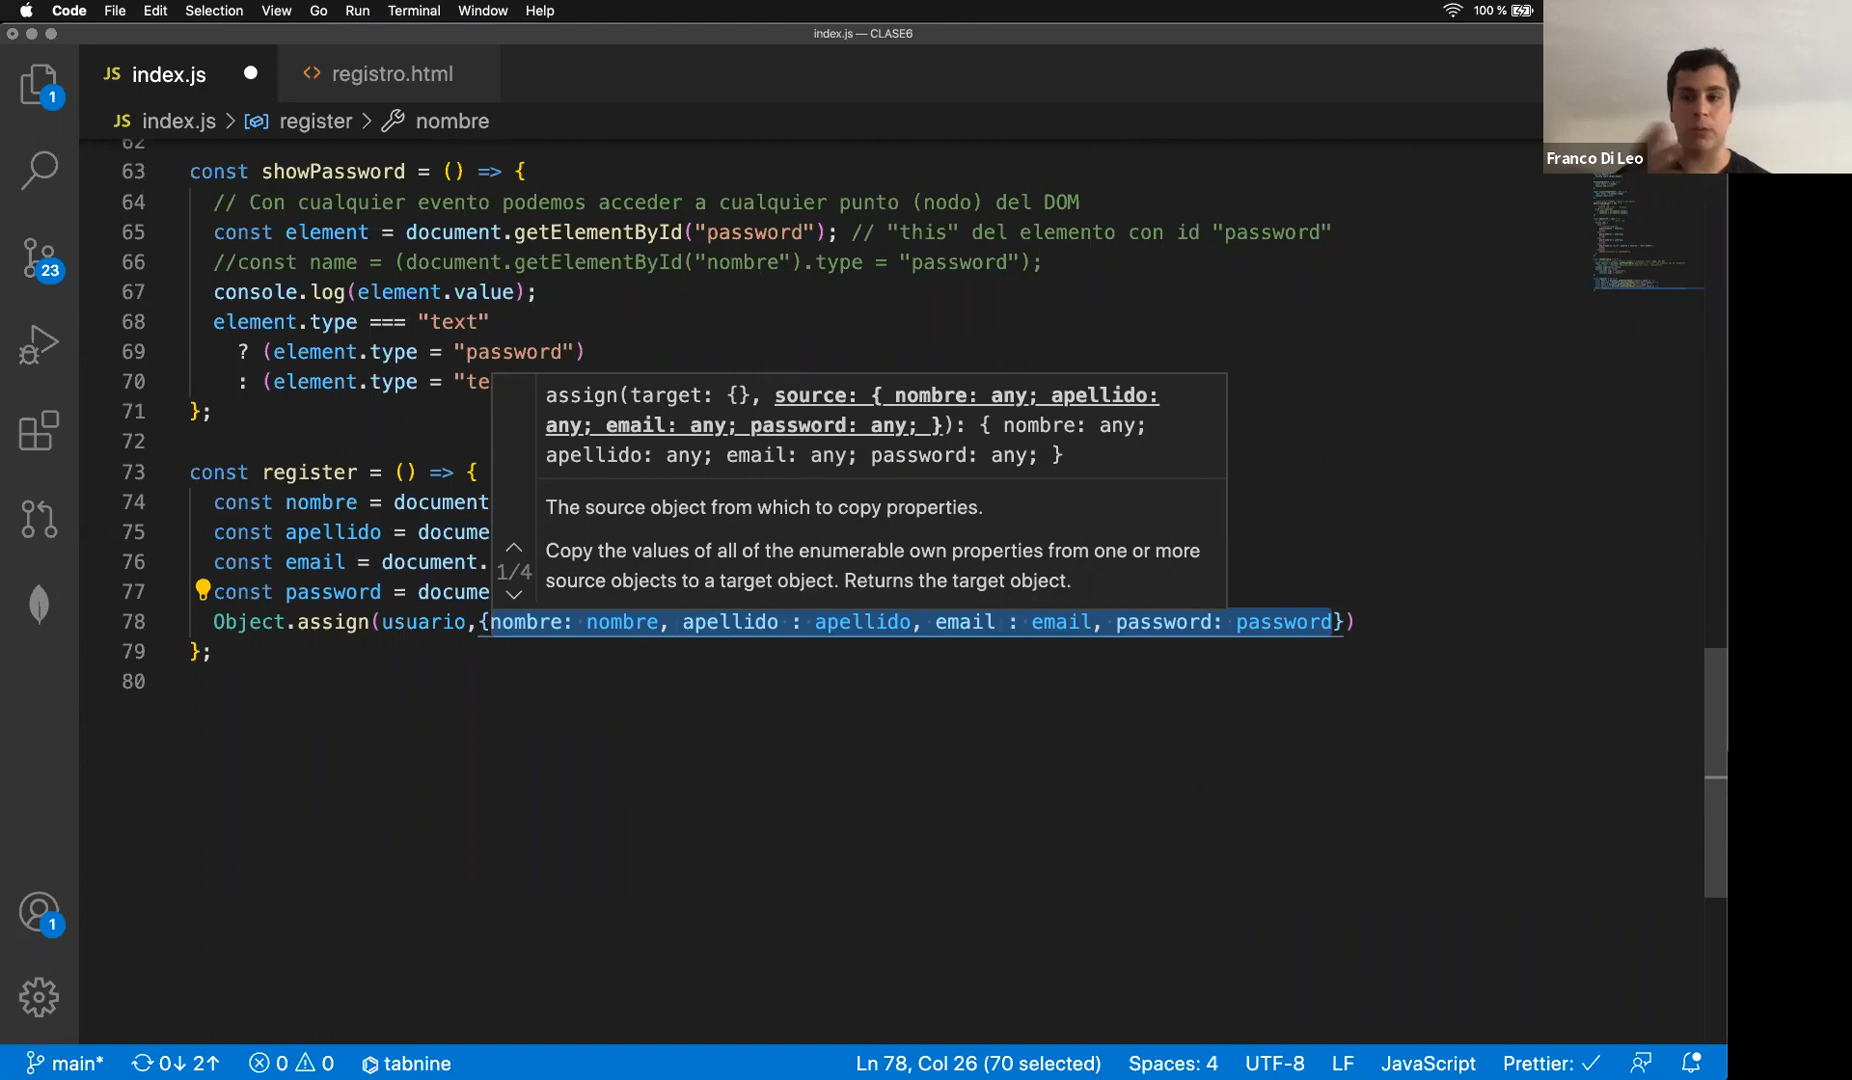 Code File Edit Selection View Go Run Terminal Window Help 100 %
index.js — CLASE6
JS index.js registro.html
JS index.js > register > nombre
Franco Di Leo
1
23
1
62
63 const showPassword = () => {
64 // Con cualquier evento podemos acceder a cualquier punto (nodo) del DOM
65 const element = document.getElementById("password"); // "this" del elemento con id "password"
66 //const name = (document.getElementById("nombre").type = "password");
67 console.log(element.value);
68 element.type === "text"
69 ? (element.type = "password")
70 : (element.type = "te
71 };
72
73 const register = () => {
74 const nombre = document.
75 const apellido = docume
76 const email = document.
77 const password = docume
78 Object.assign(usuario,{nombre: nombre, apellido : apellido, email : email, password: password})
79 };
80
assign(target: {}, source: { nombre: any; apellido:
any; email: any; password: any; }): { nombre: any;
apellido: any; email: any; password: any; }
The source object from which to copy properties.
1/4
Copy the values of all of the enumerable own properties from one or more
source objects to a target object. Returns the target object.
main* 0↓ 2↑ 0 0 tabnine Ln 78, Col 26 (70 selected) Spaces: 4 UTF-8 LF JavaScript Prettier: ✓